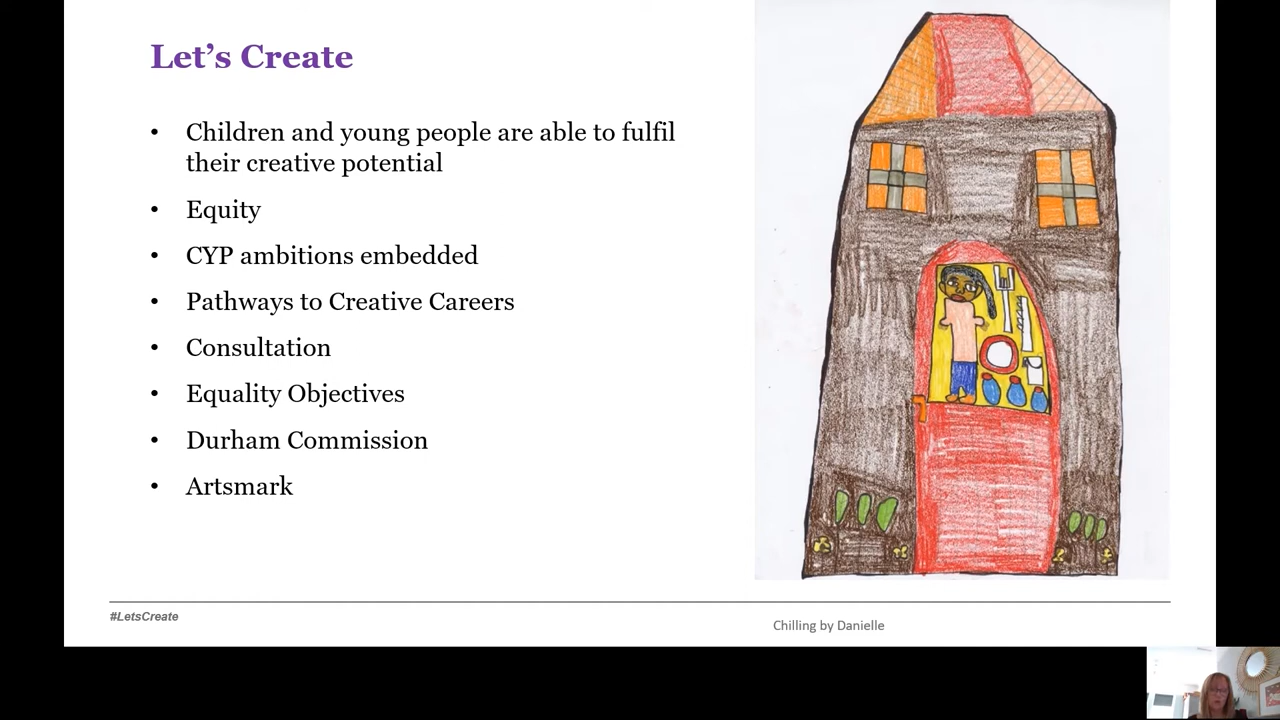 Let’s Create
• Children and young people are able to fulfil
their creative potential
• Equity
• CYP ambitions embedded
• Pathways to Creative Careers
• Consultation
• Equality Objectives
• Durham Commission
• Artsmark
#LetsCreate
Chilling by Danielle